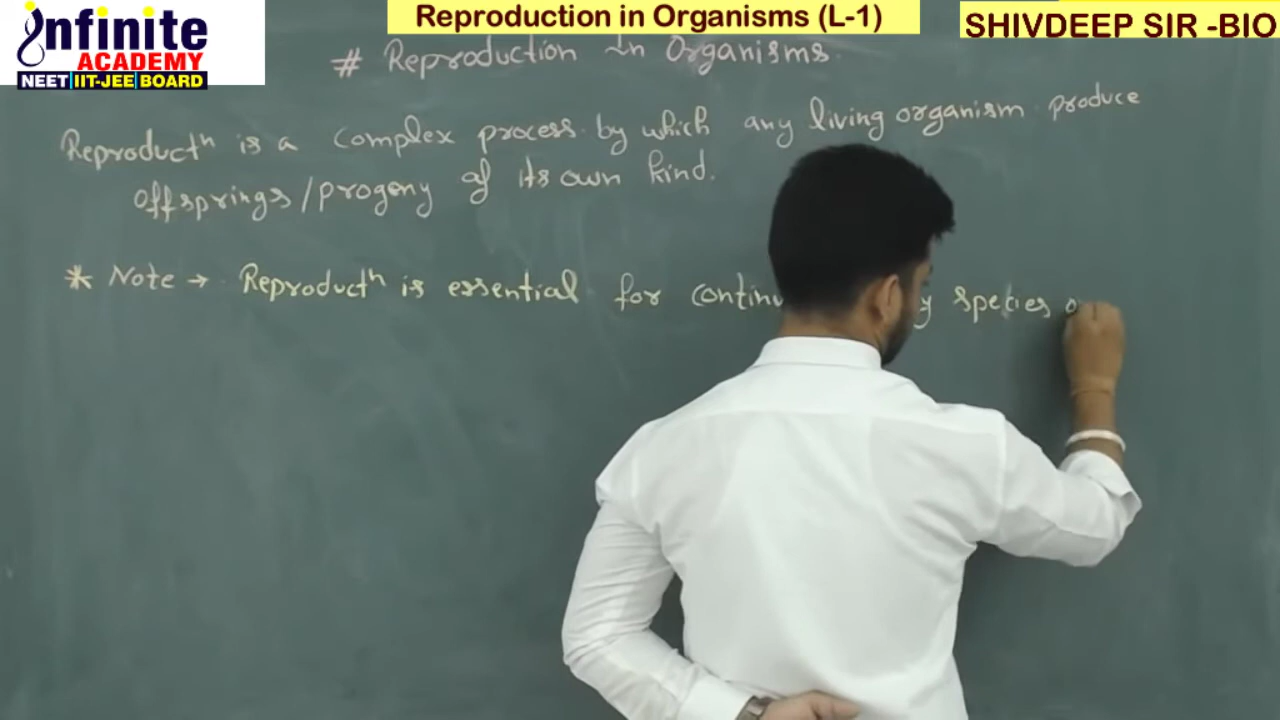 infinite
ACADEMY
NEET IIT-JEE BOARD
Reproduction in Organisms (L-1)
SHIVDEEP SIR -BIO
# Reproduction in Organisms.
Reproductⁿ is a complex process by which any living organism produce
offsprings/progeny of its own kind.
* Note → Reproductⁿ is essential for species